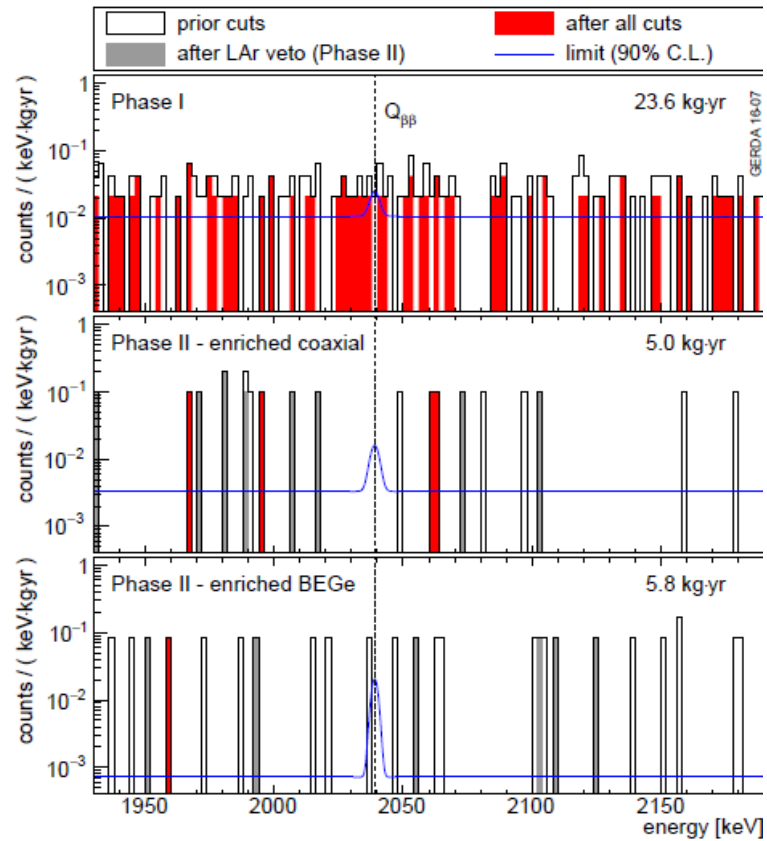 prior cuts
after all cuts
after LAr veto (Phase II)
limit (90% C.L.)
counts / ( keV·kg·yr)
1
10⁻¹
10⁻²
10⁻³
Phase I
Qββ
23.6 kg·yr
GERDA 16-07
counts / ( keV·kg·yr)
1
10⁻¹
10⁻²
10⁻³
Phase II - enriched coaxial
5.0 kg·yr
counts / ( keV·kg·yr)
1
10⁻¹
10⁻²
10⁻³
Phase II - enriched BEGe
5.8 kg·yr
1950
2000
2050
2100
2150
energy [keV]